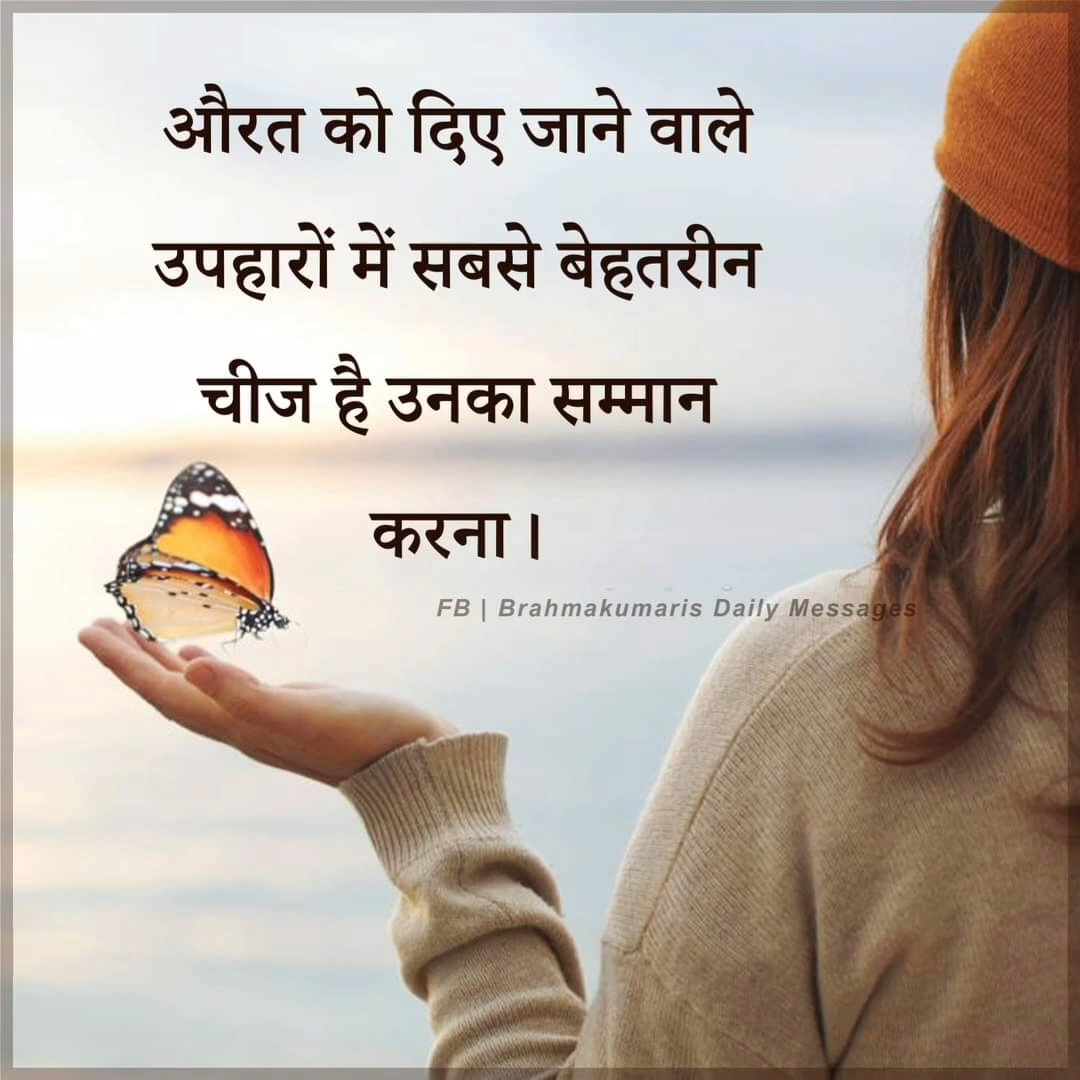 औरत को दिए जाने वाले
उपहारों में सबसे बेहतरीन
चीज है उनका सम्मान
करना ।
FB | Brahmakumaris Daily Messages